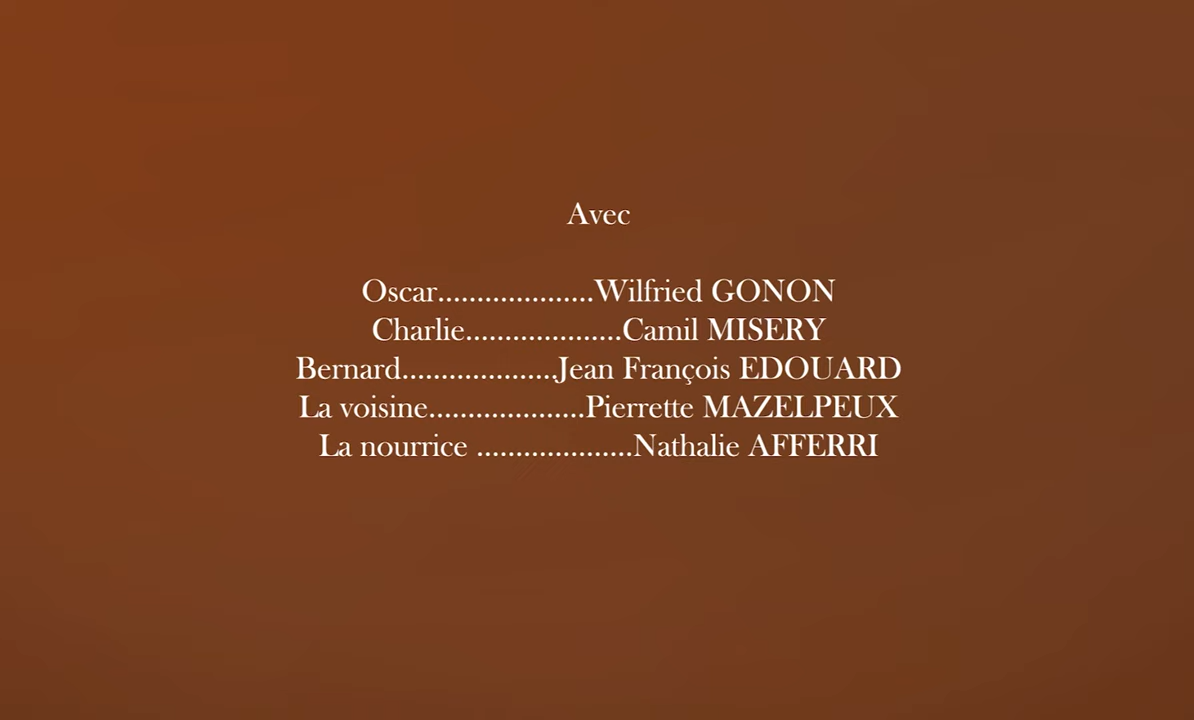 Avec
Oscar....................Wilfried GONON
Charlie....................Camil MISERY
Bernard....................Jean François EDOUARD
La voisine....................Pierrette MAZELPEUX
La nourrice ....................Nathalie AFFERRI